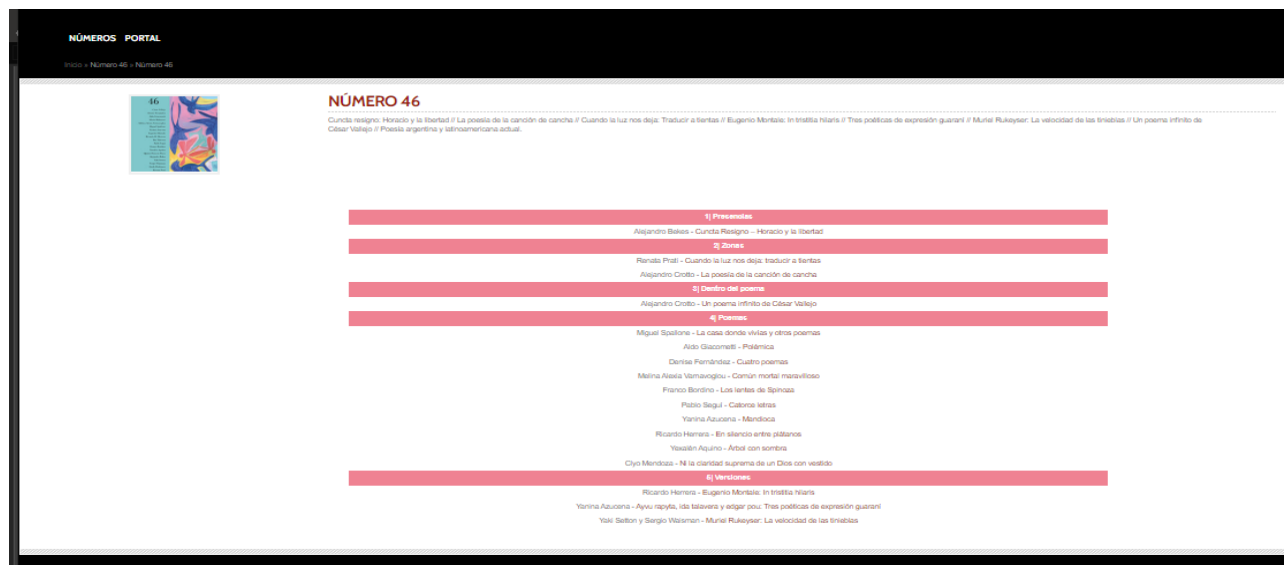 NÚMEROS PORTAL
Inicio » Número 46 » Número 46
46
NÚMERO 46
Cuncta resigno: Horacio y la libertad // La poesía de la canción de cancha // Cuando la luz nos deja: Traducir a tientas // Eugenio Montale: In tristitia hilaris // Tres poéticas de expresión guaraní // Muriel Rukeyser: La velocidad de las tinieblas // Un poema infinito de
César Vallejo // Poesía argentina y latinoamericana actual.
1| Presencias
Alejandro Bekes - Cuncta Resigno – Horacio y la libertad
2| Zonas
Renata Prati - Cuando la luz nos deja: traducir a tientas
Alejandro Crotto - La poesía de la canción de cancha
3| Dentro del poema
Alejandro Crotto - Un poema infinito de César Vallejo
4| Poemas
Miguel Spallone - La casa donde vivías y otros poemas
Aldo Giacometti - Polémica
Denise Fernández - Cuatro poemas
Melina Alexia Varnavoglou - Común mortal maravilloso
Franco Bordino - Los lentes de Spinoza
Pablo Seguí - Catorce letras
Yanina Azucena - Mandioca
Ricardo Herrera - En silencio entre plátanos
Yaxalán Aquino - Árbol con sombra
Clyo Mendoza - Ni la claridad suprema de un Dios con vestido
5| Versiones
Ricardo Herrera - Eugenio Montale: In tristitia hilaris
Yanina Azucena - Ayvu rapyta, ida talavera y edgar pou: Tres poéticas de expresión guaraní
Yaki Setton y Sergio Waisman - Muriel Rukeyser: La velocidad de las tinieblas